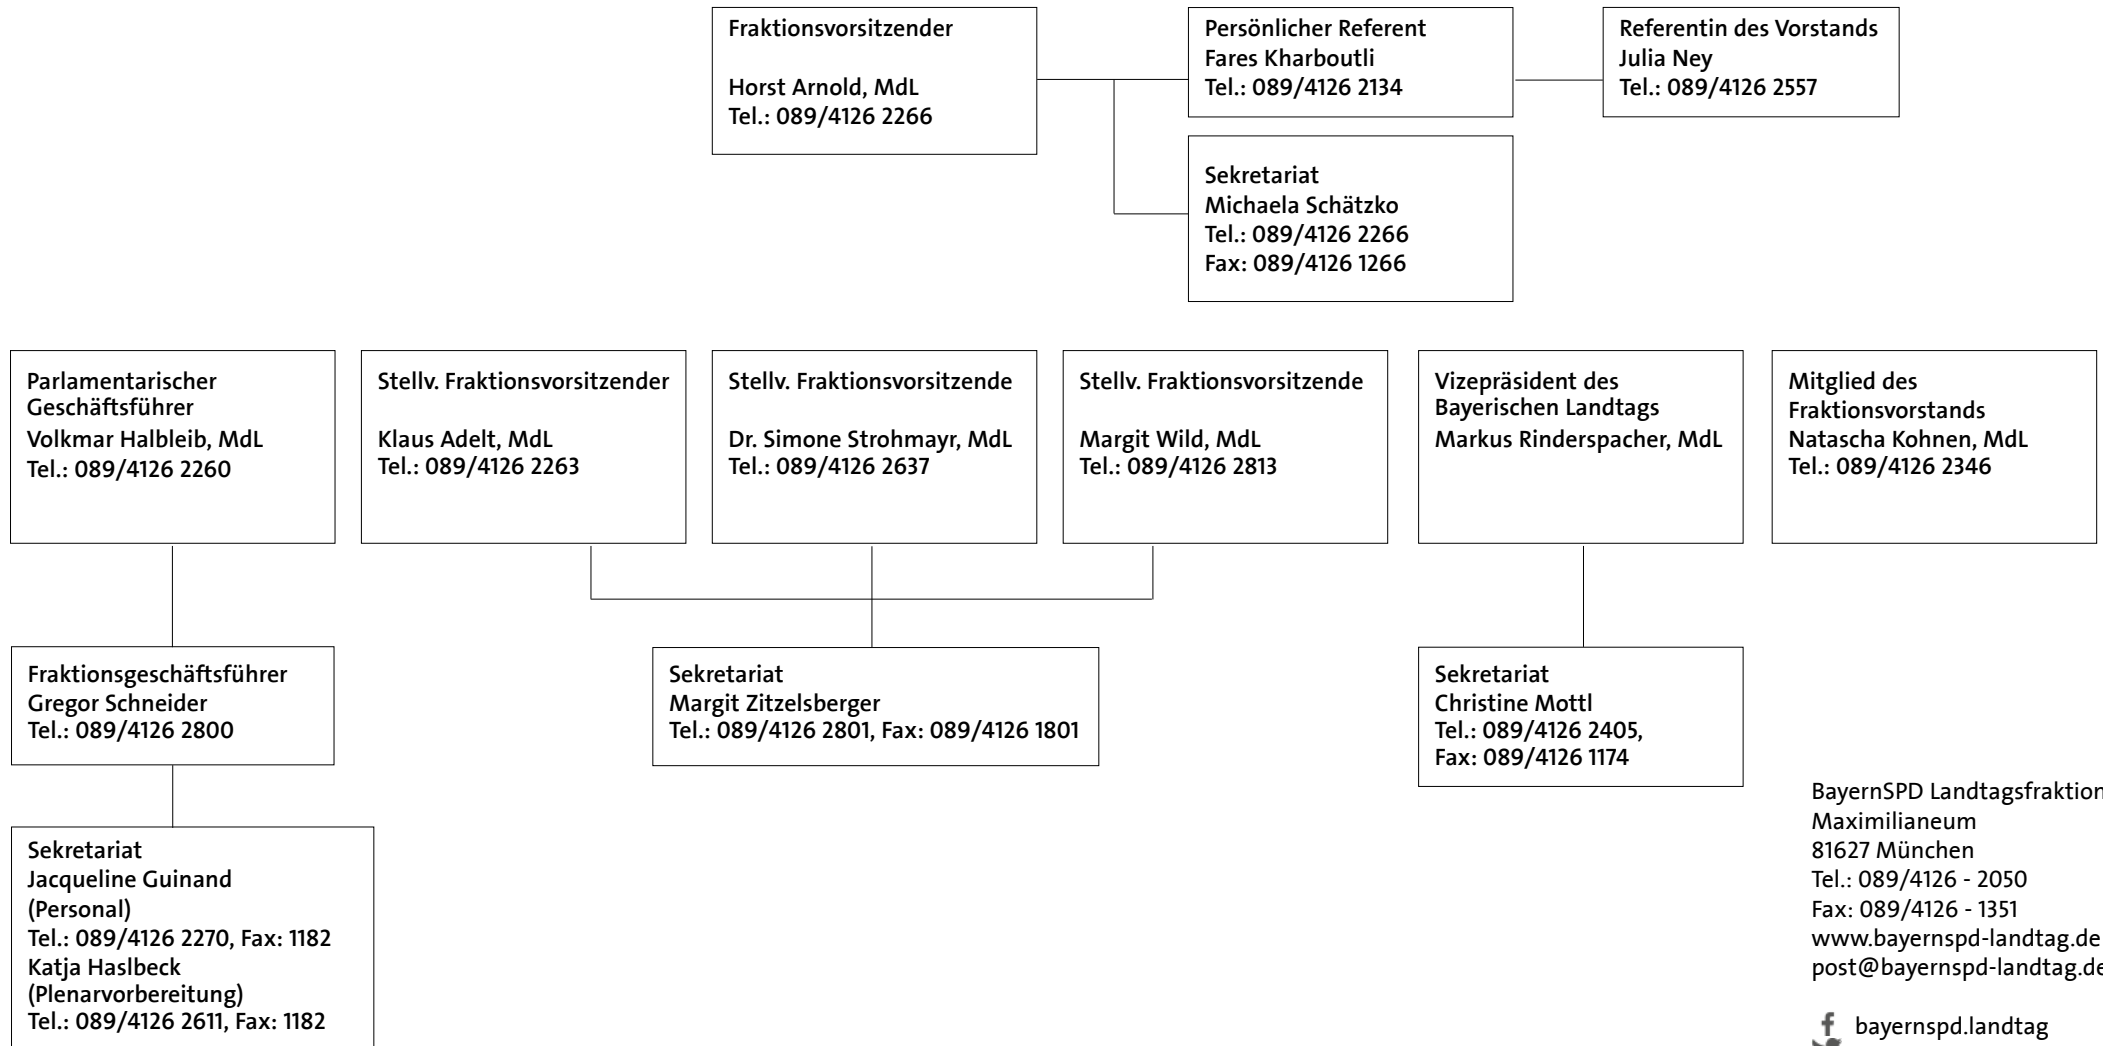 Fraktionsvorsitzender
Horst Arnold, MdL
Tel.: 089/4126 2266
Persönlicher Referent
Fares Kharboutli
Tel.: 089/4126 2134
Referentin des Vorstands
Julia Ney
Tel.: 089/4126 2557
Sekretariat
Michaela Schätzko
Tel.: 089/4126 2266
Fax: 089/4126 1266
Parlamentarischer
Geschäftsführer
Volkmar Halbleib, MdL
Tel.: 089/4126 2260
Stellv. Fraktionsvorsitzender
Klaus Adelt, MdL
Tel.: 089/4126 2263
Stellv. Fraktionsvorsitzende
Dr. Simone Strohmayr, MdL
Tel.: 089/4126 2637
Stellv. Fraktionsvorsitzende
Margit Wild, MdL
Tel.: 089/4126 2813
Vizepräsident des
Bayerischen Landtags
Markus Rinderspacher, MdL
Mitglied des
Fraktionsvorstands
Natascha Kohnen, MdL
Tel.: 089/4126 2346
Fraktionsgeschäftsführer
Gregor Schneider
Tel.: 089/4126 2800
Sekretariat
Margit Zitzelsberger
Tel.: 089/4126 2801, Fax: 089/4126 1801
Sekretariat
Christine Mottl
Tel.: 089/4126 2405,
Fax: 089/4126 1174
Sekretariat
Jacqueline Guinand
(Personal)
Tel.: 089/4126 2270, Fax: 1182
Katja Haslbeck
(Plenarvorbereitung)
Tel.: 089/4126 2611, Fax: 1182
BayernSPD Landtagsfraktion
Maximilianeum
81627 München
Tel.: 089/4126 - 2050
Fax: 089/4126 - 1351
www.bayernspd-landtag.de
post@bayernspd-landtag.de
bayernspd.landtag